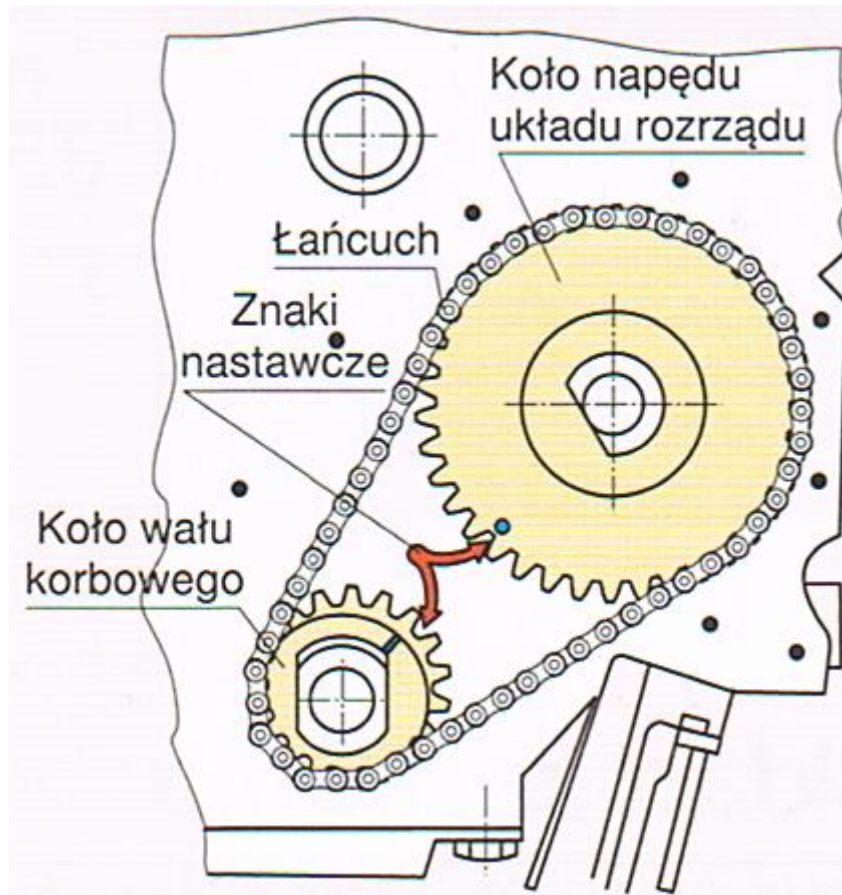 Koło napędu
układu rozrządu
Łańcuch
Znaki
nastawcze
Koło wału
korbowego